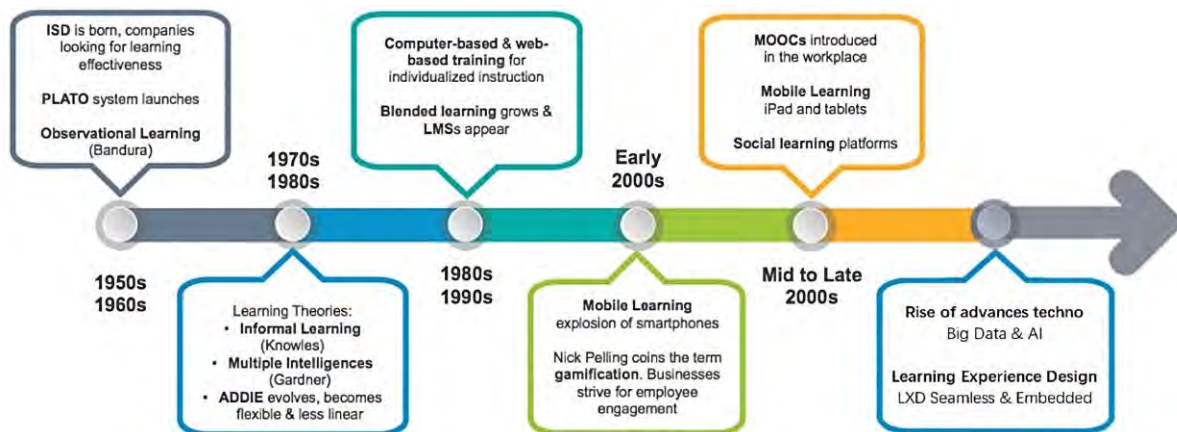 ISD is born, companies
looking for learning
effectiveness
PLATO system launches
Observational Learning
(Bandura)
1950s
1960s
1970s
1980s
Learning Theories:
• Informal Learning
(Knowles)
• Multiple Intelligences
(Gardner)
• ADDIE evolves, becomes
flexible & less linear
Computer-based & web-
based training for
individualized instruction
Blended learning grows &
LMSs appear
1980s
1990s
Early
2000s
Mobile Learning
explosion of smartphones
Nick Pelling coins the term
gamification. Businesses
strive for employee
engagement
MOOCs introduced
in the workplace
Mobile Learning
iPad and tablets
Social learning platforms
Mid to Late
2000s
Rise of advances techno
Big Data & AI
Learning Experience Design
LXD Seamless & Embedded